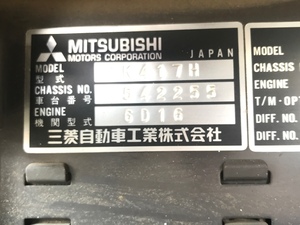 MITSUBISHI
MOTORS CORPORATION
JAPAN
MODEL
型式
CHASSIS NO. 542255
車台番号
ENGINE 6D16
機関型式
三菱自動車工業株式会社
MODEL
CHASSIS
ENGINE
T/M-OPT
DIFF. NO.
DIFF. NO.